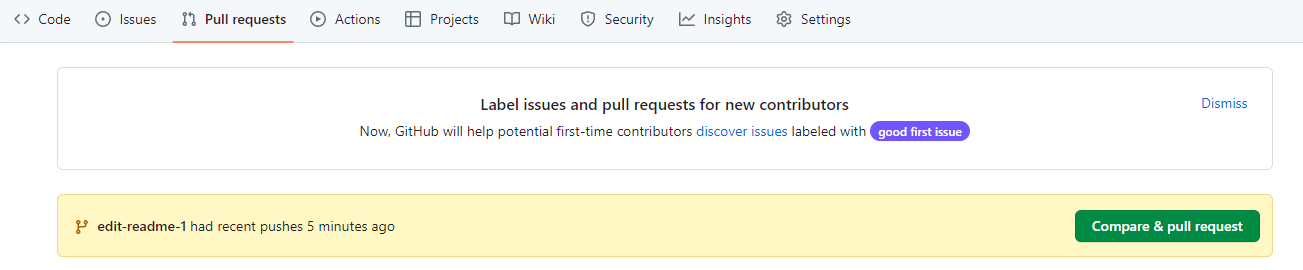 Code Issues Pull requests Actions Projects Wiki Security Insights Settings
Label issues and pull requests for new contributors
Dismiss
Now, GitHub will help potential first-time contributors discover issues labeled with good first issue
edit-readme-1 had recent pushes 5 minutes ago
Compare & pull request